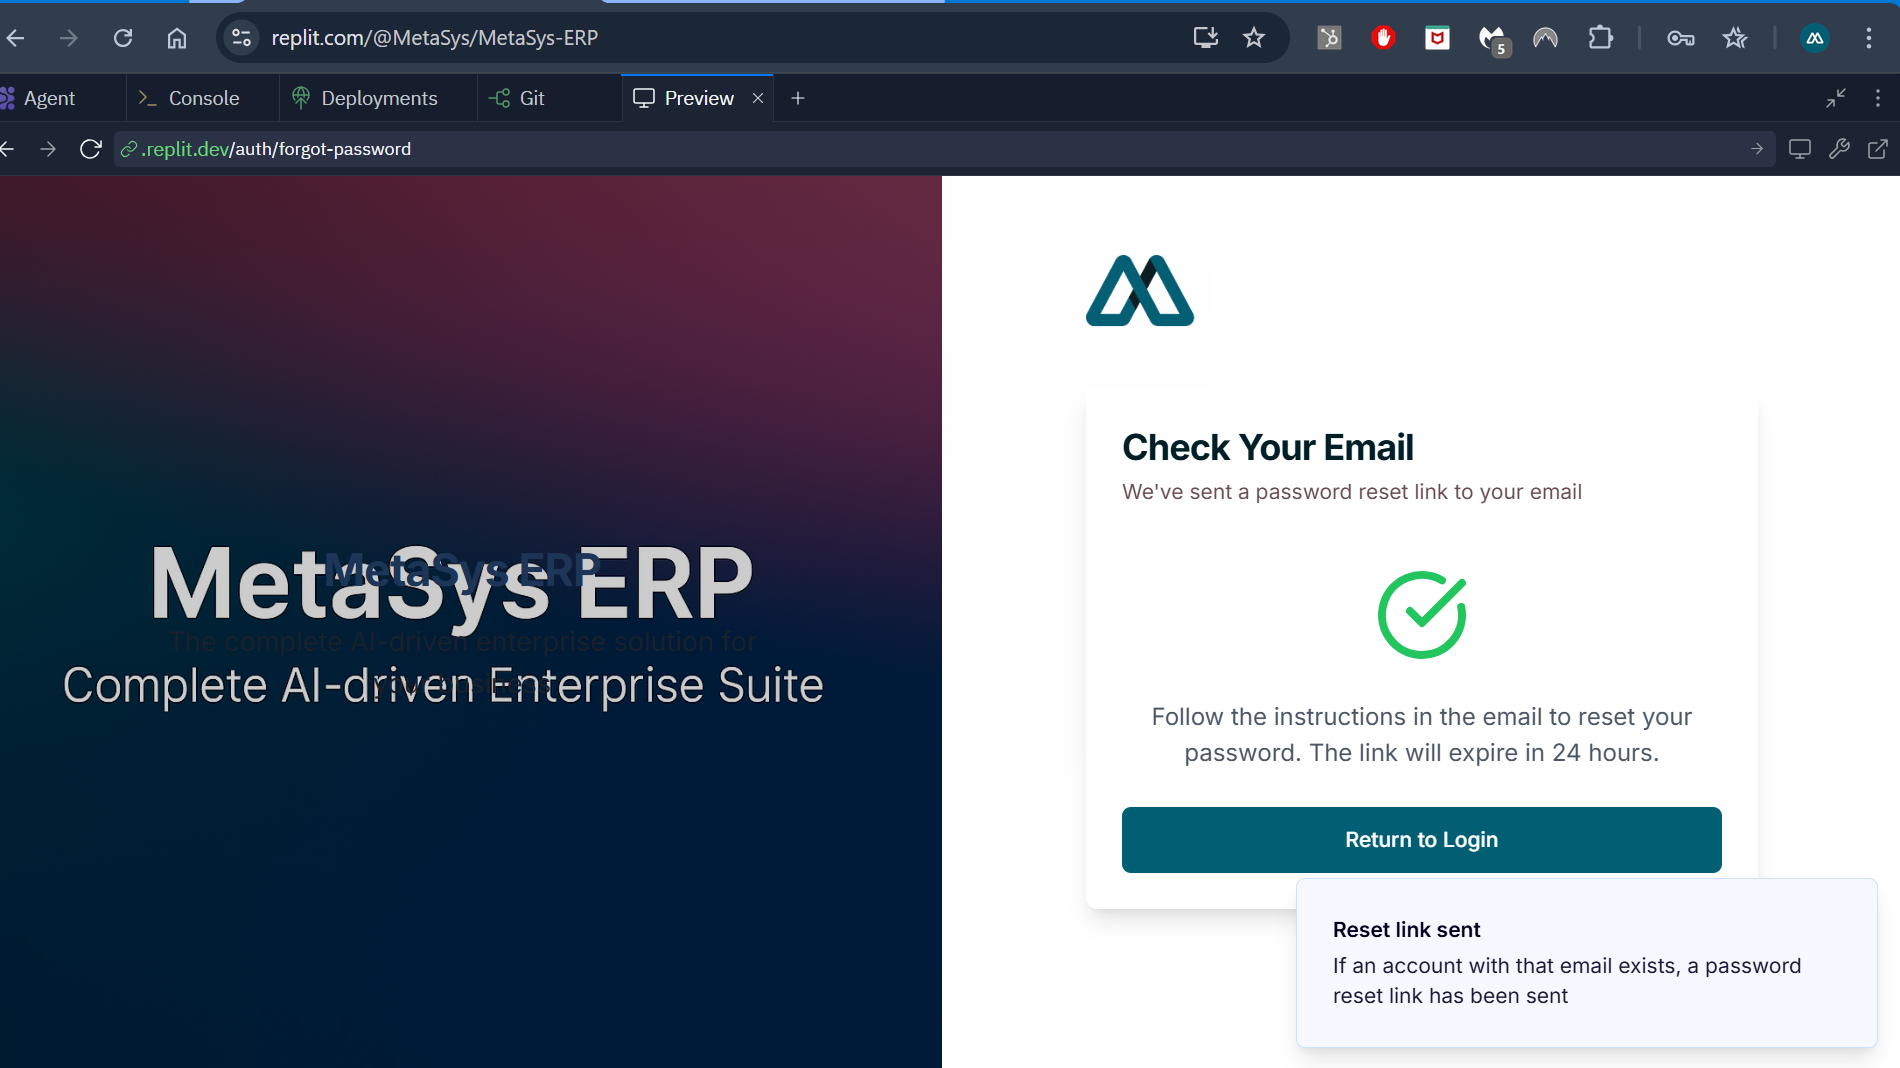 replit.com/@MetaSys/MetaSys-ERP
5
Agent
Console
Deployments
Git
Preview
.replit.dev/auth/forgot-password
MetaSys ERP
MetaSys ERP
The complete AI-driven enterprise solution for
your business
Complete AI-driven Enterprise Suite
Check Your Email
We've sent a password reset link to your email
Follow the instructions in the email to reset your
password. The link will expire in 24 hours.
Return to Login
Reset link sent
If an account with that email exists, a password
reset link has been sent